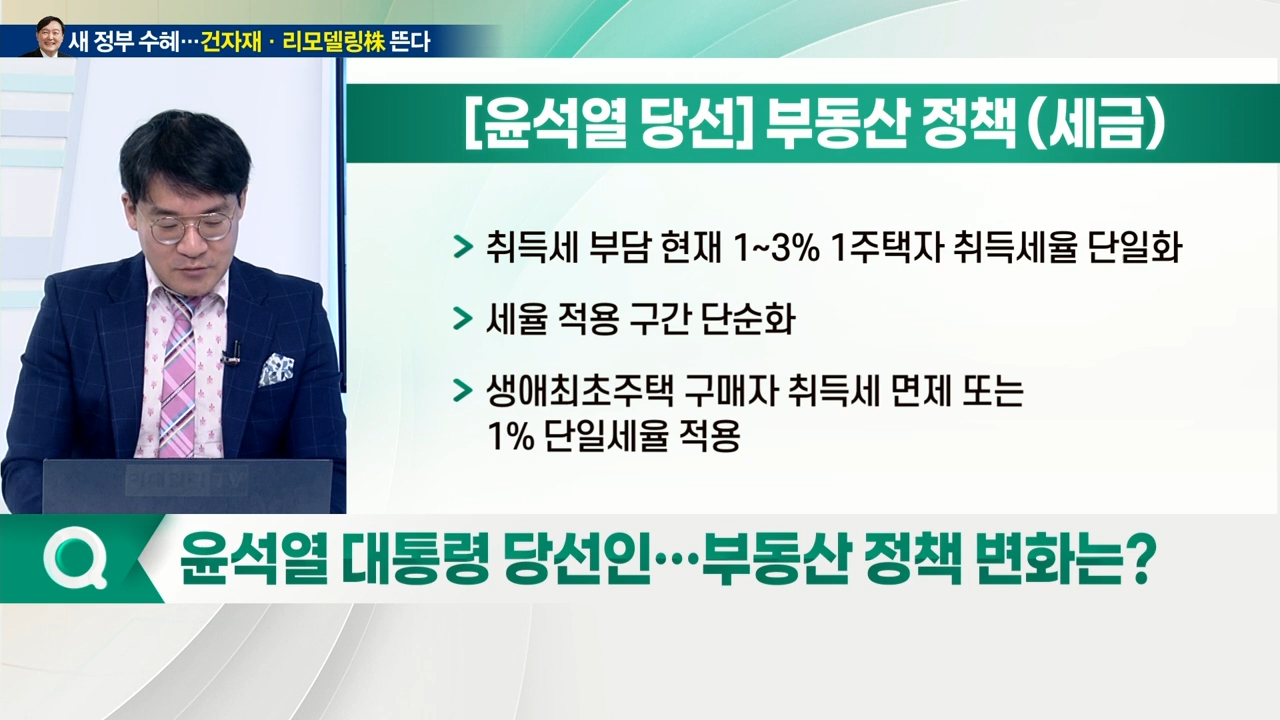 새 정부 수혜…건자재·리모델링株 뜬다
[윤석열 당선] 부동산 정책 (세금)
취득세 부담 현재 1~3% 1주택자 취득세율 단일화
세율 적용 구간 단순화
생애최초주택 구매자 취득세 면제 또는
1% 단일세율 적용
Q 윤석열 대통령 당선인…부동산 정책 변화는?